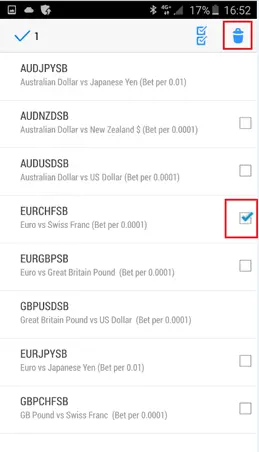 4G+ 17% 16:52
1
AUDJPYSB
Australian Dollar vs Japanese Yen (Bet per 0.01)
AUDNZDSB
Australian Dollar vs New Zealand $ (Bet per 0.0001)
AUDUSDSB
Australian Dollar vs US Dollar (Bet per 0.0001)
EURCHFSB
Euro vs Swiss Franc (Bet per 0.0001)
EURGBPSB
Euro vs Great Britain Pound (Bet per 0.0001)
GBPUSDSB
Great Britain Pound vs US Dollar (Bet per 0.0001)
EURJPYSB
Euro vs Japanese Yen (Bet per 0.01)
GBPCHFSB
GB Pound vs Swiss Franc (Bet per 0.0001)